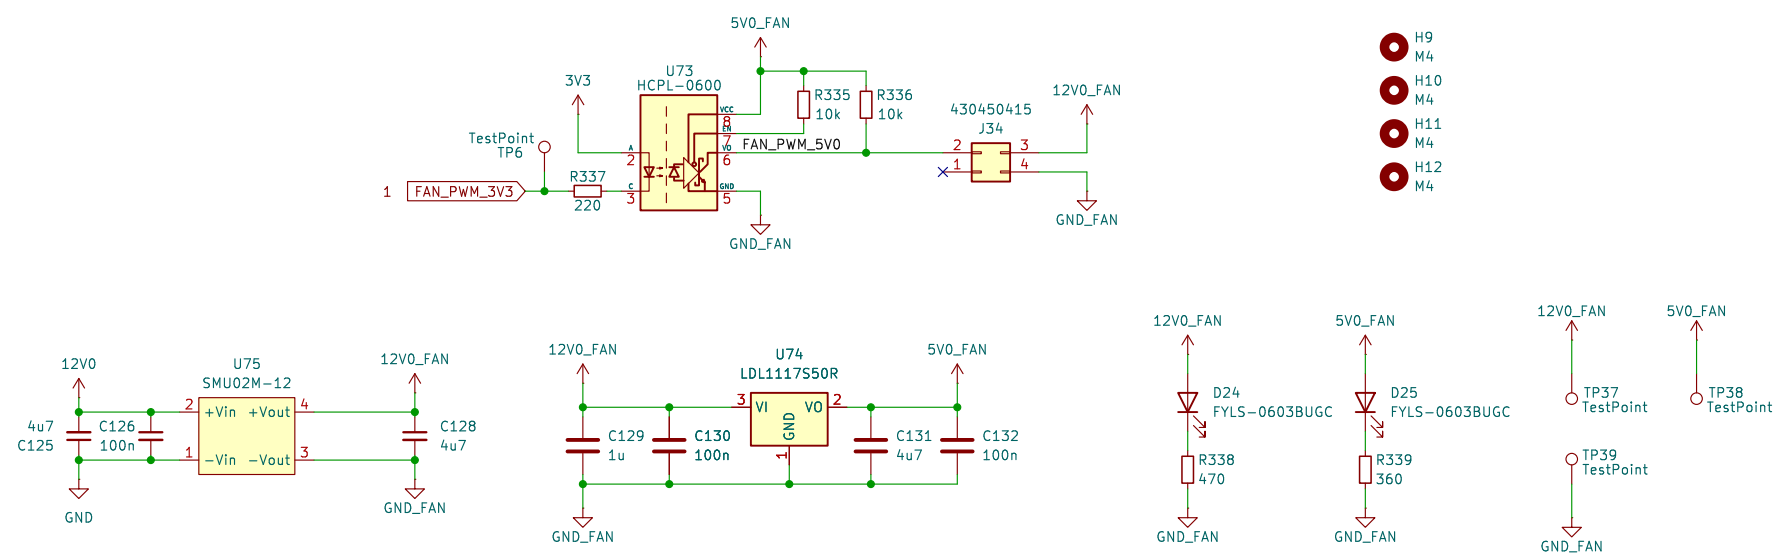 5V0_FAN
U73
HCPL-0600
3V3
TestPoint
TP6
1
FAN_PWM_3V3
R337
220
A
2
C
3
VCC
8
EN
7
VO
6
GND
5
FAN_PWM_5V0
R335
10k
R336
10k
GND_FAN
430450415
J34
2
1
3
4
12V0_FAN
GND_FAN
H9
M4
H10
M4
H11
M4
H12
M4
12V0
4u7
C125
C126
100n
GND
U75
SMU02M-12
2
+Vin
+Vout
4
1
-Vin
-Vout
3
12V0_FAN
C128
4u7
GND_FAN
12V0_FAN
C129
1u
C130
100n
U74
LDL1117S50R
3
VI
VO
2
GND
1
5V0_FAN
C131
4u7
C132
100n
GND_FAN
12V0_FAN
D24
FYLS-0603BUGC
R338
470
GND_FAN
5V0_FAN
D25
FYLS-0603BUGC
R339
360
GND_FAN
12V0_FAN
TP37
TestPoint
5V0_FAN
TP38
TestPoint
TP39
TestPoint
GND_FAN